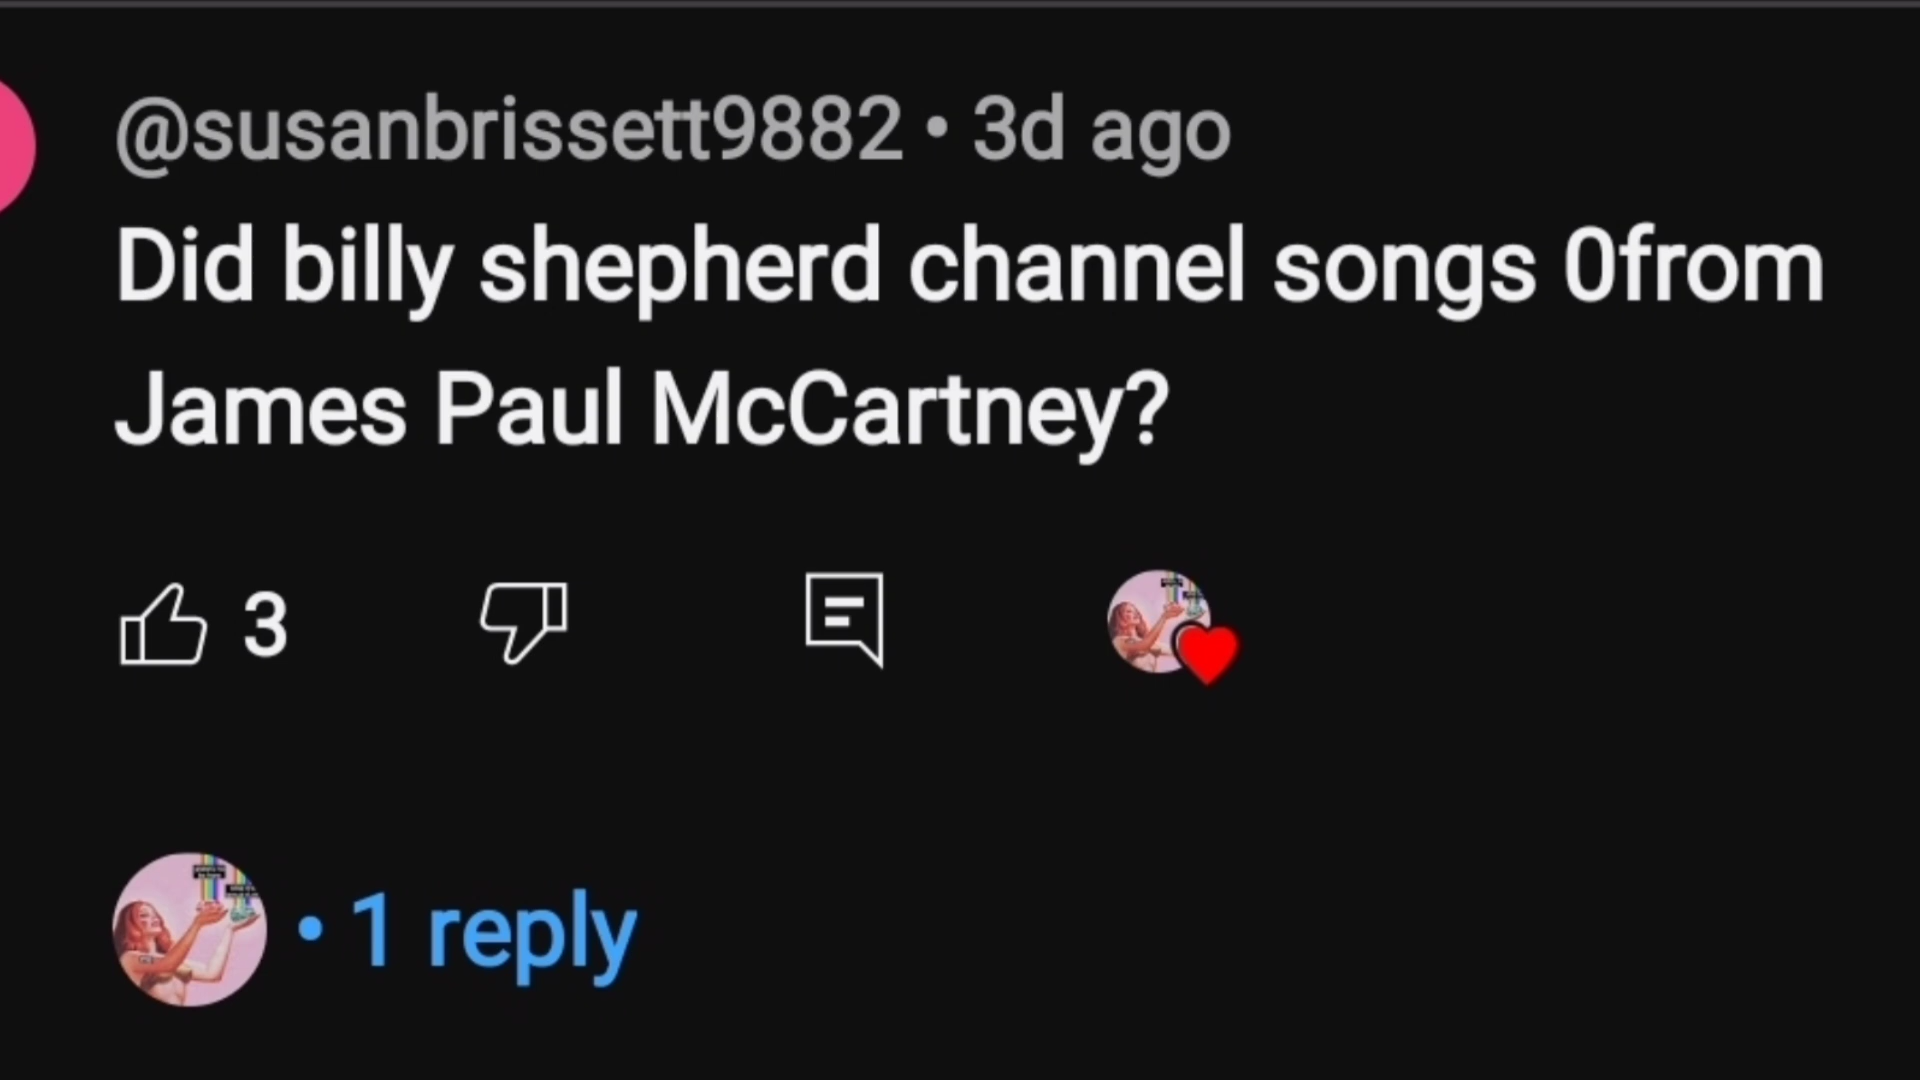 @susanbrissett9882 • 3d ago
Did billy shepherd channel songs 0from
James Paul McCartney?
3
• 1 reply